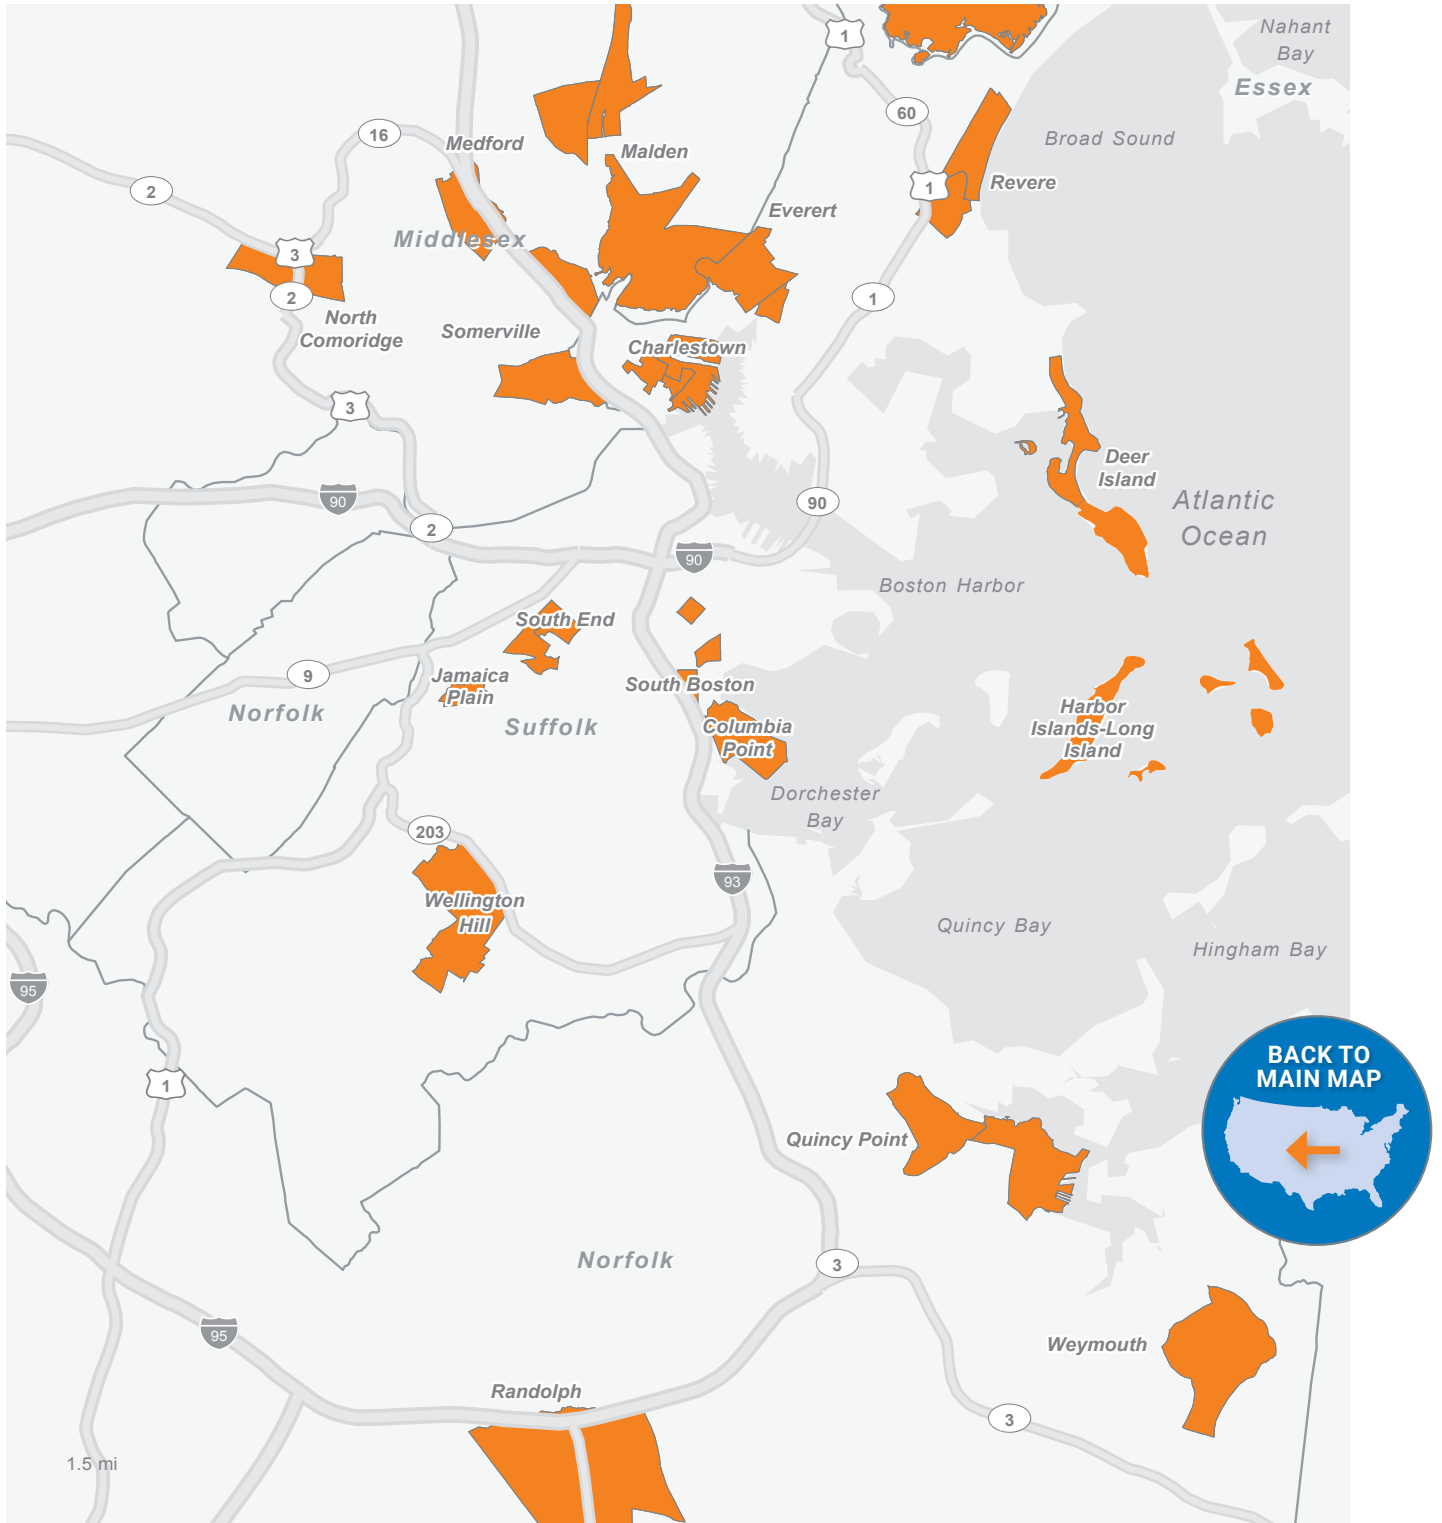 Nahant
Bay
1
Essex
60
Broad Sound
16
Medford
Malden
2
1
Revere
Everert
Middlesex
3
2
1
North
Comoridge
Somerville
Charlestown
3
Deer
Island
90
90
Atlantic
Ocean
2
90
Boston Harbor
South End
9
Jamaica
Plain
South Boston
Norfolk
Suffolk
Columbia
Point
Harbor
Islands-Long
Island
Dorchester
Bay
203
93
Wellington
Hill
Quincy Bay
Hingham Bay
95
BACK TO
MAIN MAP
1
Quincy Point
Norfolk
3
95
Weymouth
Randolph
3
1.5 mi